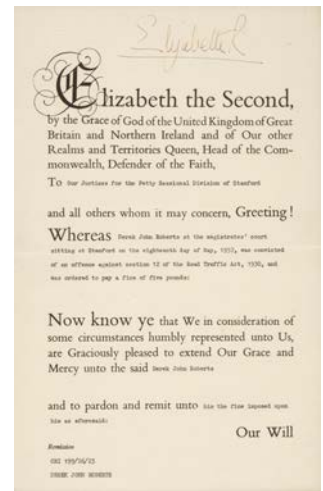 Elizabeth R
Elizabeth the Second,
by the Grace of God of the United Kingdom of Great
Britain and Northern Ireland and of Our other
Realms and Territories Queen, Head of the Com-
monwealth, Defender of the Faith,
To Our Justices for the Petty Sessional Division of Stamford
and all others whom it may concern, Greeting!
Whereas Derek John Roberts at the magistrates' court
sitting at Stamford on the eighteenth day of May, 1957, was convicted
of an offence against section 12 of the Road Traffic Act, 1930, and
was ordered to pay a fine of five pounds:
Now know ye that We in consideration of
some circumstances humbly represented unto Us,
are Graciously pleased to extend Our Grace and
Mercy unto the said Derek John Roberts
and to pardon and remit unto him the fine imposed upon
him as aforesaid:
Our Will
Remission
CRI 199/26/23
DEREK JOHN ROBERTS